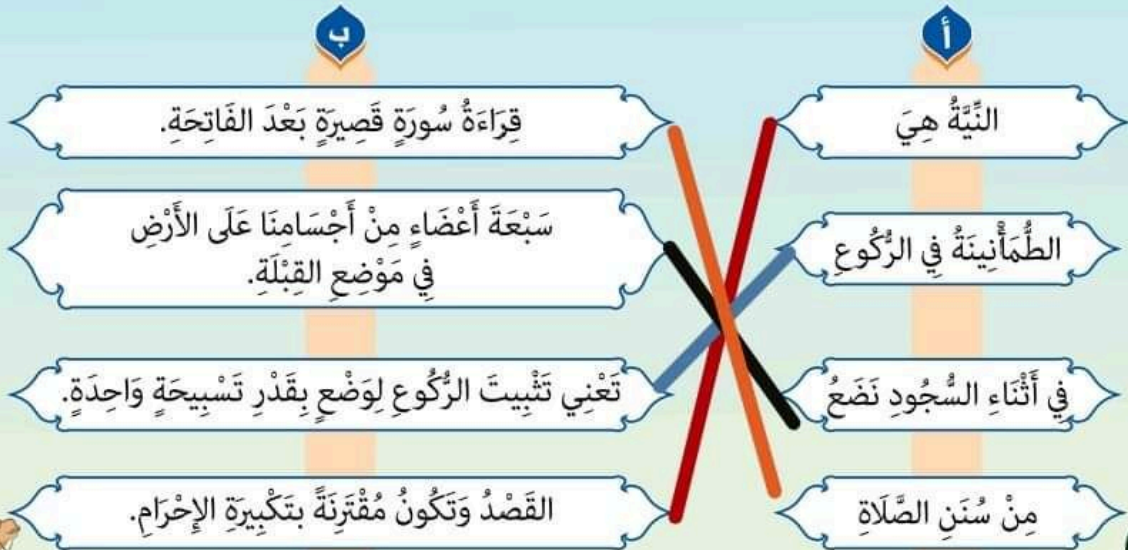 أ
ب
النِّيَّةُ هِيَ
قِرَاءَةُ سُورَةٍ قَصِيرَةٍ بَعْدَ الفَاتِحَةِ.
الطُّمَأْنِينَةُ فِي الرُّكُوعِ
سَبْعَةَ أَعْضَاءٍ مِنْ أَجْسَامِنَا عَلَى الأَرْضِ
فِي مَوْضِعِ القِبْلَةِ.
فِي أَثْنَاءِ السُّجُودِ نَضَعُ
تَعْنِي تَثْبِيتَ الرُّكُوعِ لِوَضْعٍ بِقَدْرِ تَسْبِيحَةٍ وَاحِدَةٍ.
مِنْ سُنَنِ الصَّلَاةِ
القَصْدُ وَتَكُونُ مُقْتَرِنَةً بِتَكْبِيرَةِ الإِحْرَامِ.